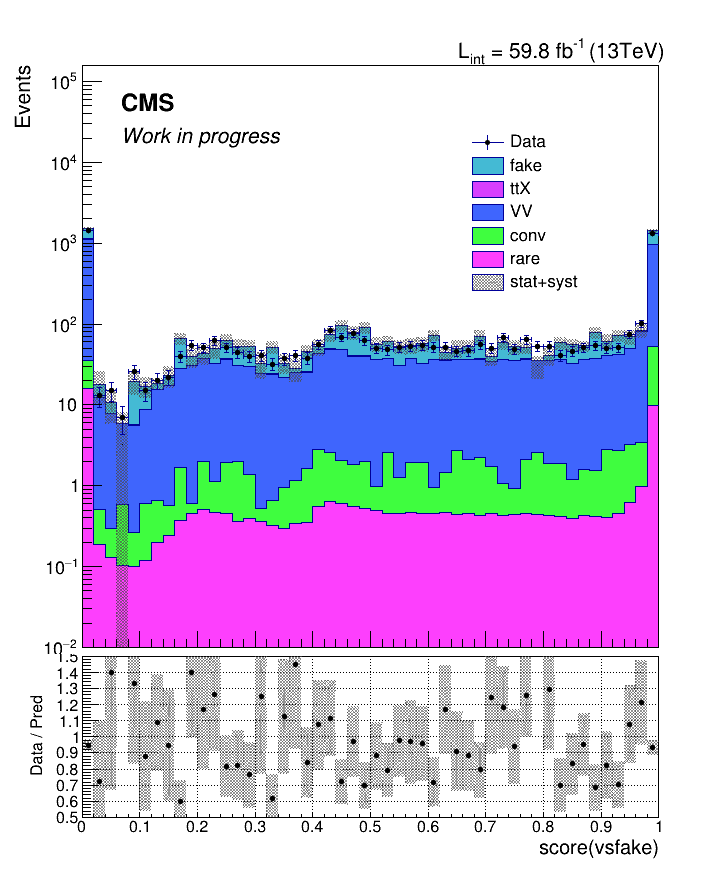 L_int = 59.8 fb^-1 (13TeV)
Events
CMS
Work in progress
Data
fake
ttX
VV
conv
rare
stat+syst
10^5
10^4
10^3
10^2
10
1
10^-1
10^-2
Data / Pred
1.5
1.4
1.3
1.2
1.1
1
0.9
0.8
0.7
0.6
0.5
0 0.1 0.2 0.3 0.4 0.5 0.6 0.7 0.8 0.9 1
score(vsfake)